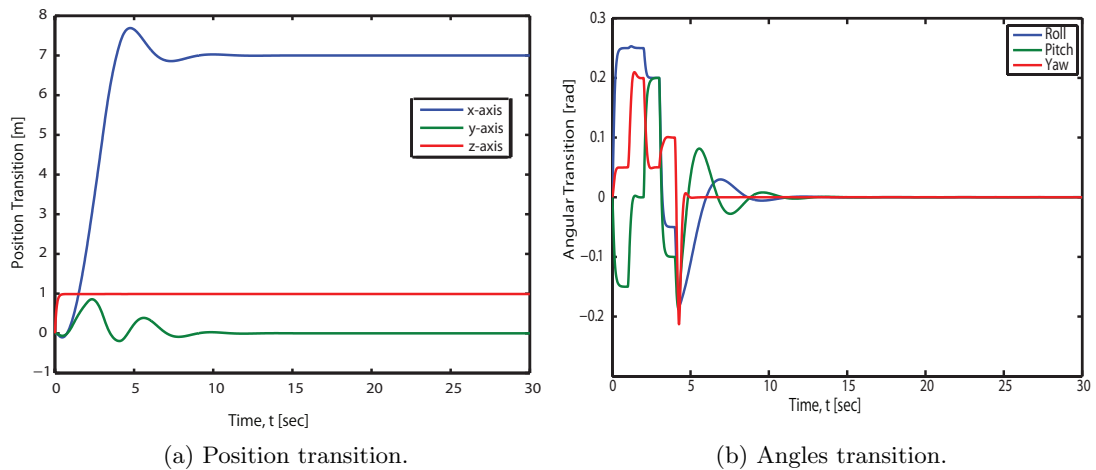 8
7
6
5
4
3
2
1
0
−1
Position Transition [m]
x-axis
y-axis
z-axis
0
5
10
15
20
25
30
Time, t [sec]
(a) Position transition.
0.3
0.2
0.1
0
−0.1
−0.2
Angular Transition [rad]
Roll
Pitch
Yaw
0
5
10
15
20
25
30
Time, t [sec]
(b) Angles transition.